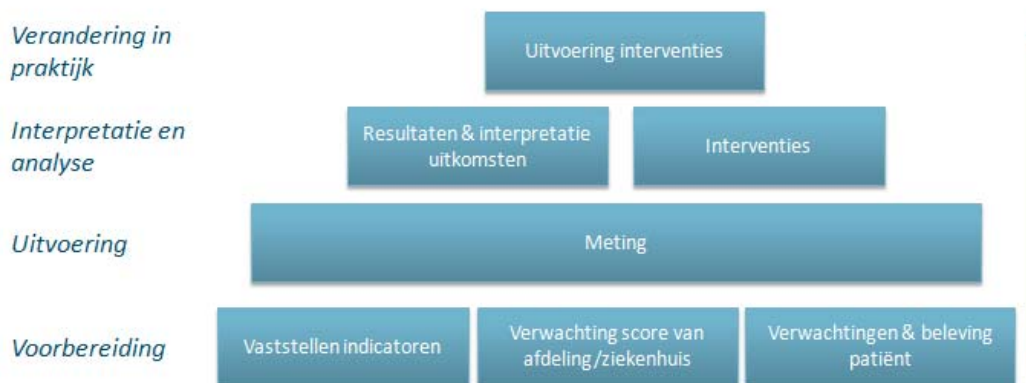 Verandering in
praktijk
Uitvoering interventies
Interpretatie en
analyse
Resultaten & interpretatie
uitkomsten
Interventies
Uitvoering
Meting
Voorbereiding
Vaststellen indicatoren
Verwachting score van
afdeling/ziekenhuis
Verwachtingen & beleving
patiënt